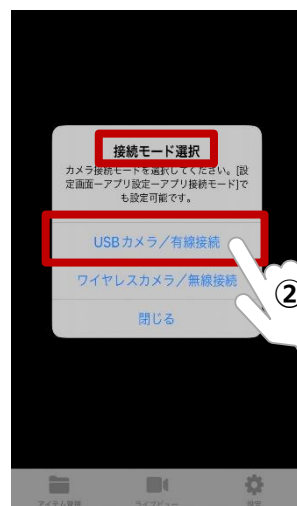 接続モード選択
カメラ接続モードを選択してください。[設
定画面ーアプリ設定ーアプリ接続モード]で
も設定可能です。
USBカメラ／有線接続
ワイヤレスカメラ／無線接続
②
閉じる
アイテム管理 ライブビュー 設定